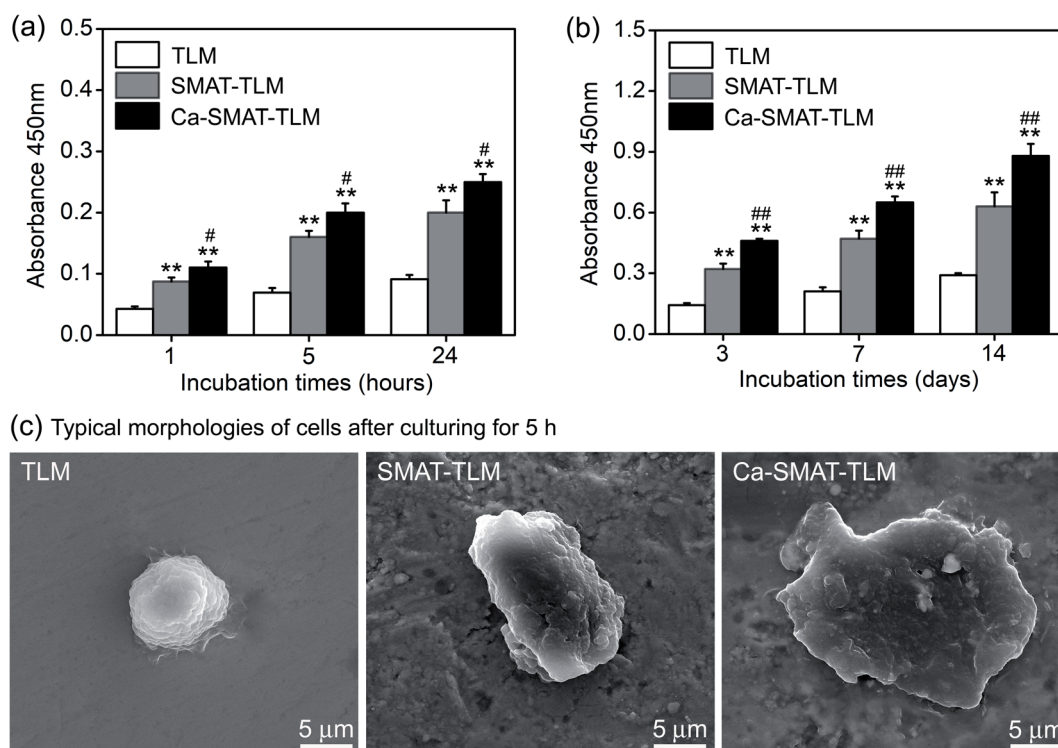 (a)
0.5
0.4
0.3
0.2
0.1
0.0
Absorbance 450nm
TLM
SMAT-TLM
Ca-SMAT-TLM
**
#
**
**
#
**
**
#
**
1 5 24
Incubation times (hours)
(b)
1.5
1.2
0.9
0.6
0.3
0.0
Absorbance 450nm
TLM
SMAT-TLM
Ca-SMAT-TLM
**
##
**
**
##
**
**
##
**
3 7 14
Incubation times (days)
(c) Typical morphologies of cells after culturing for 5 h
TLM
5 μm
SMAT-TLM
5 μm
Ca-SMAT-TLM
5 μm